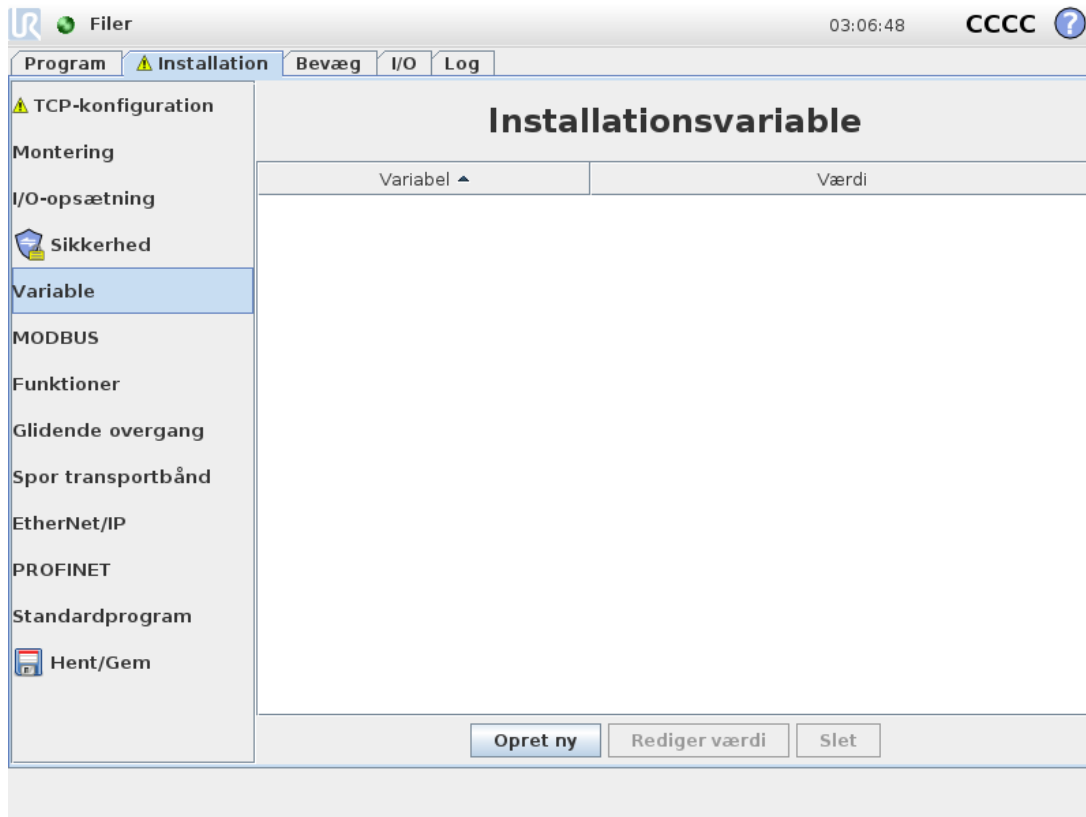 UR Filer 03:06:48 CCCC ?
Program Installation Bevæg I/O Log
TCP-konfiguration
Montering
I/O-opsætning
Sikkerhed
Variable
MODBUS
Funktioner
Glidende overgang
Spor transportbånd
EtherNet/IP
PROFINET
Standardprogram
Hent/Gem
Installationsvariable
Variabel Værdi
Opret ny Rediger værdi Slet